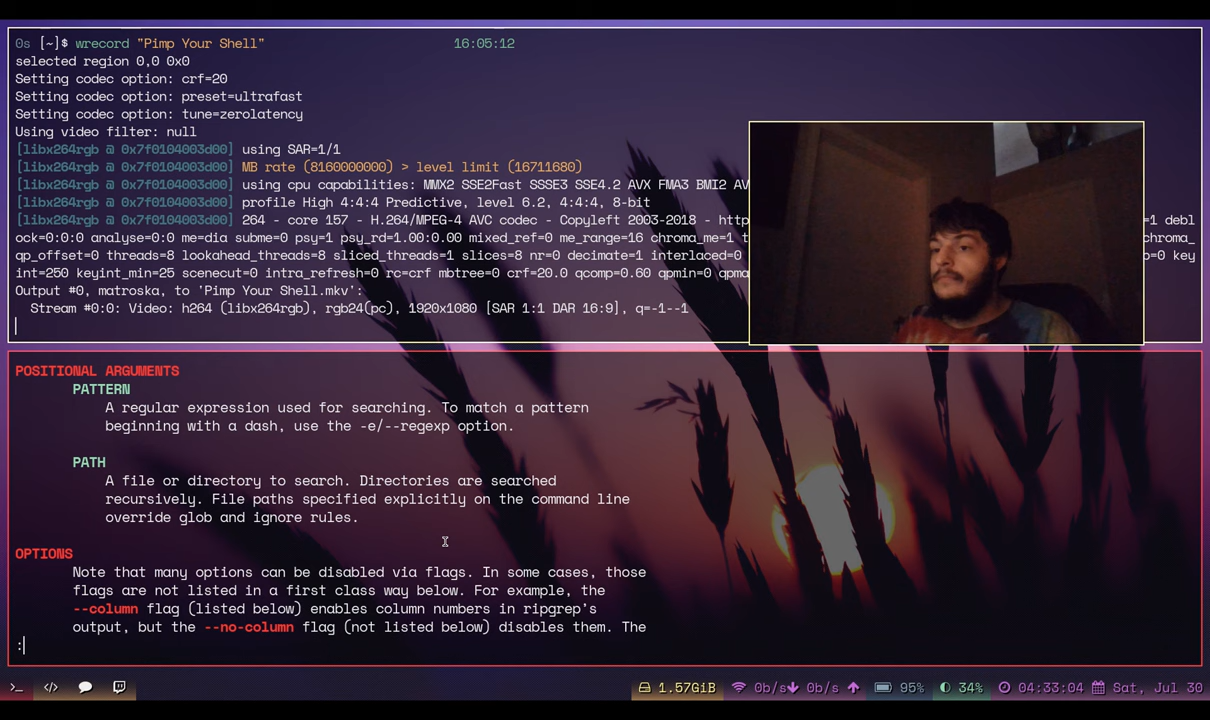 0s [~]$ wrecord "Pimp Your Shell" 16:05:12
selected region 0,0 0x0
Setting codec option: crf=20
Setting codec option: preset=ultrafast
Setting codec option: tune=zerolatency
Using video filter: null
[libx264rgb @ 0x7f0104003d00] using SAR=1/1
[libx264rgb @ 0x7f0104003d00] MB rate (8160000000) > level limit (16711680)
[libx264rgb @ 0x7f0104003d00] using cpu capabilities: MMX2 SSE2Fast SSSE3 SSE4.2 AVX FMA3 BMI2 AV
[libx264rgb @ 0x7f0104003d00] profile High 4:4:4 Predictive, level 6.2, 4:4:4, 8-bit
[libx264rgb @ 0x7f0104003d00] 264 - core 157 - H.264/MPEG-4 AVC codec - Copyleft 2003-2018 - http =1 debl
ock=0:0:0 analyse=0:0 me=dia subme=0 psy=1 psy_rd=1.00:0.00 mixed_ref=0 me_range=16 chroma_me=1 t chroma_
qp_offset=0 threads=8 lookahead_threads=8 sliced_threads=1 slices=8 nr=0 decimate=1 interlaced=0 =0 key
int=250 keyint_min=25 scenecut=0 intra_refresh=0 rc=crf mbtree=0 crf=20.0 qcomp=0.60 qpmin=0 qpma
Output #0, matroska, to 'Pimp Your Shell.mkv':
Stream #0:0: Video: h264 (libx264rgb), rgb24(pc), 1920x1080 [SAR 1:1 DAR 16:9], q=-1--1
POSITIONAL ARGUMENTS
PATTERN
A regular expression used for searching. To match a pattern
beginning with a dash, use the -e/--regexp option.
PATH
A file or directory to search. Directories are searched
recursively. File paths specified explicitly on the command line
override glob and ignore rules.
OPTIONS
Note that many options can be disabled via flags. In some cases, those
flags are not listed in a first class way below. For example, the
--column flag (listed below) enables column numbers in ripgrep's
output, but the --no-column flag (not listed below) disables them. The
:
>_ </> 1.57GiB 0b/s 0b/s 95% 34% 04:33:04 Sat, Jul 30